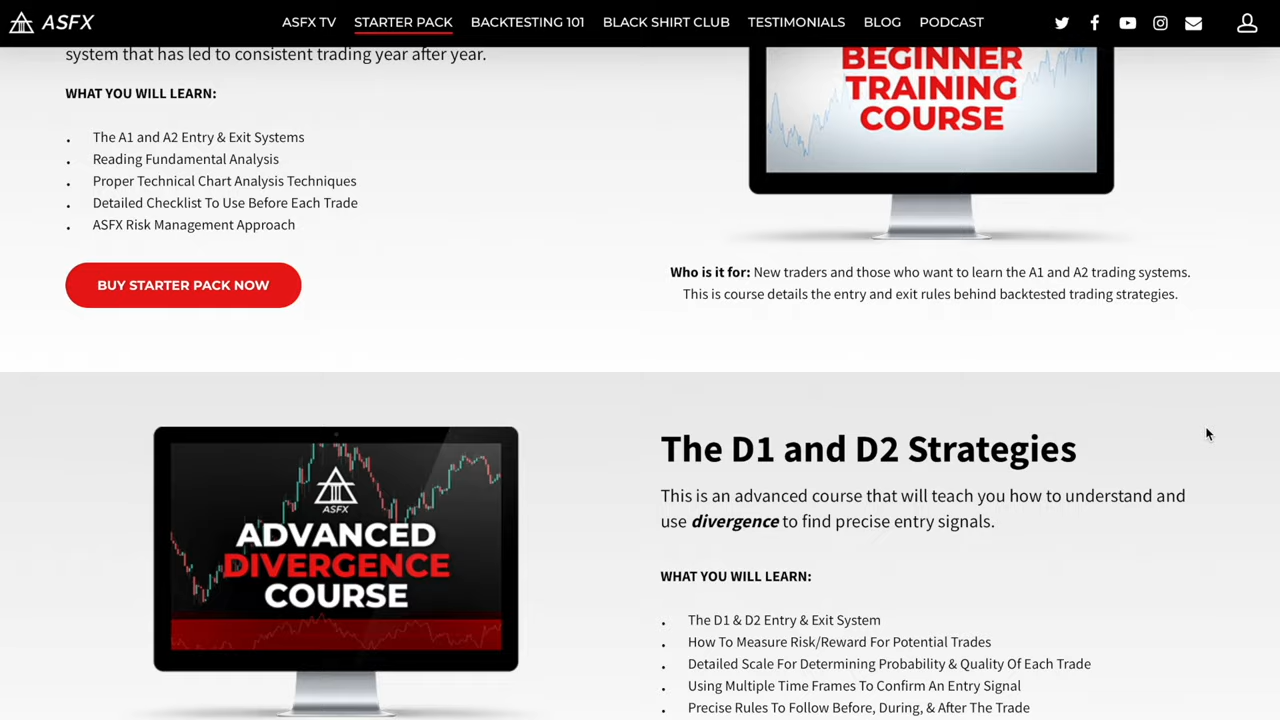 ASFX
ASFX TV
STARTER PACK
BACKTESTING 101
BLACK SHIRT CLUB
TESTIMONIALS
BLOG
PODCAST
system that has led to consistent trading year after year.
WHAT YOU WILL LEARN:
The A1 and A2 Entry & Exit Systems
Reading Fundamental Analysis
Proper Technical Chart Analysis Techniques
Detailed Checklist To Use Before Each Trade
ASFX Risk Management Approach
BUY STARTER PACK NOW
BEGINNER
TRAINING
COURSE
Who is it for: New traders and those who want to learn the A1 and A2 trading systems.
This is course details the entry and exit rules behind backtested trading strategies.
ASFX
ADVANCED
DIVERGENCE
COURSE
The D1 and D2 Strategies
This is an advanced course that will teach you how to understand and
use divergence to find precise entry signals.
WHAT YOU WILL LEARN:
The D1 & D2 Entry & Exit System
How To Measure Risk/Reward For Potential Trades
Detailed Scale For Determining Probability & Quality Of Each Trade
Using Multiple Time Frames To Confirm An Entry Signal
Precise Rules To Follow Before, During, & After The Trade